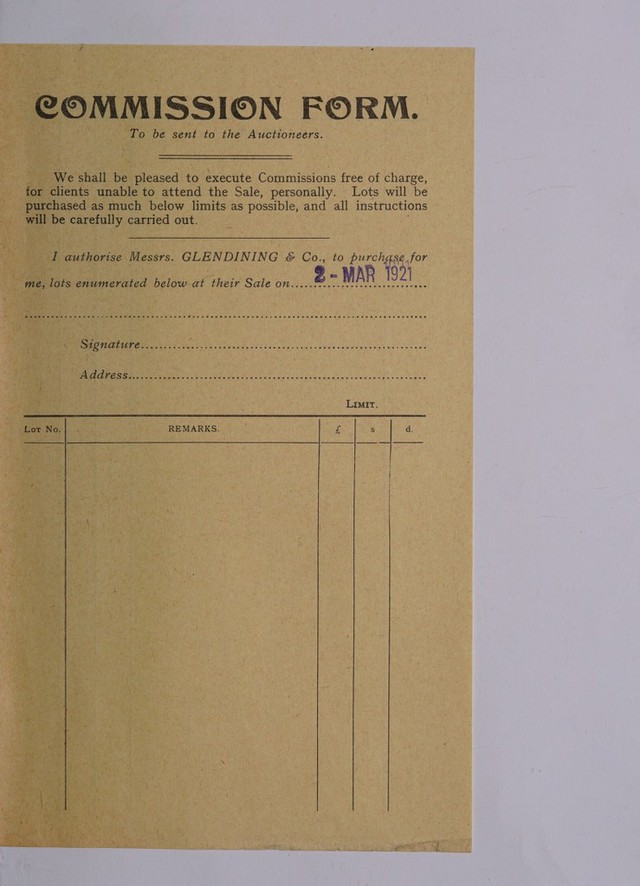 COMMISSION FORM.
To be sent to the Auctioneers.
We shall be pleased to execute Commissions free of charge,
for clients unable to attend the Sale, personally. Lots will be
purchased as much below limits as possible, and all instructions
will be carefully carried out.
I authorise Messrs. GLENDINING & Co., to purchase for
me, lots enumerated below at their Sale on 2 - MAR 1921
Signature
Address
LIMIT.
LOT No. REMARKS. £ s d.